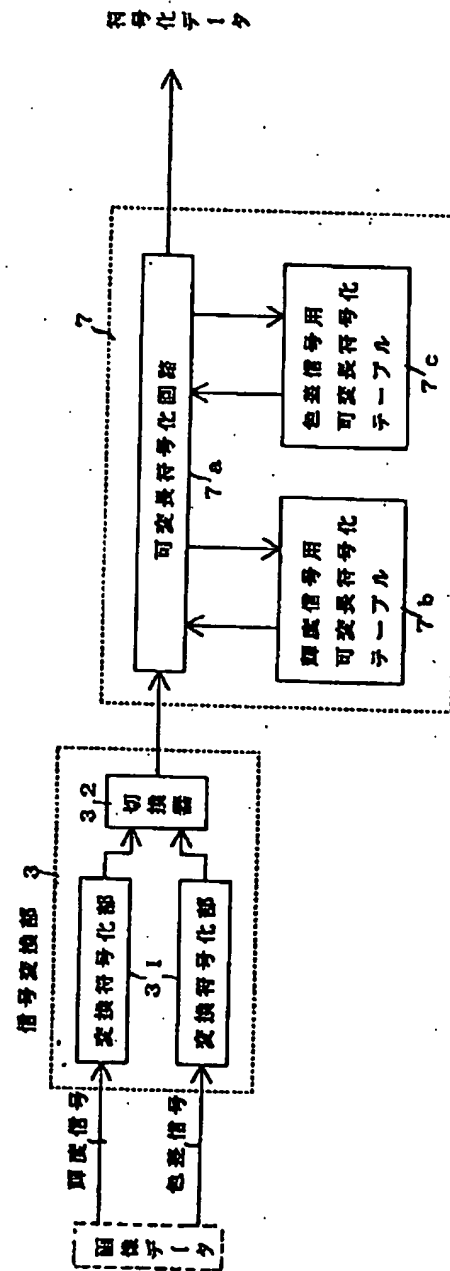 画像データ
輝度信号
色差信号
信号変換部 3
変換符号化部
31
変換符号化部
32
切換器
7
可変長符号化回路
7a
輝度信号用
可変長符号化
テーブル
7b
色差信号用
可変長符号化
テーブル
7c
符号化データ